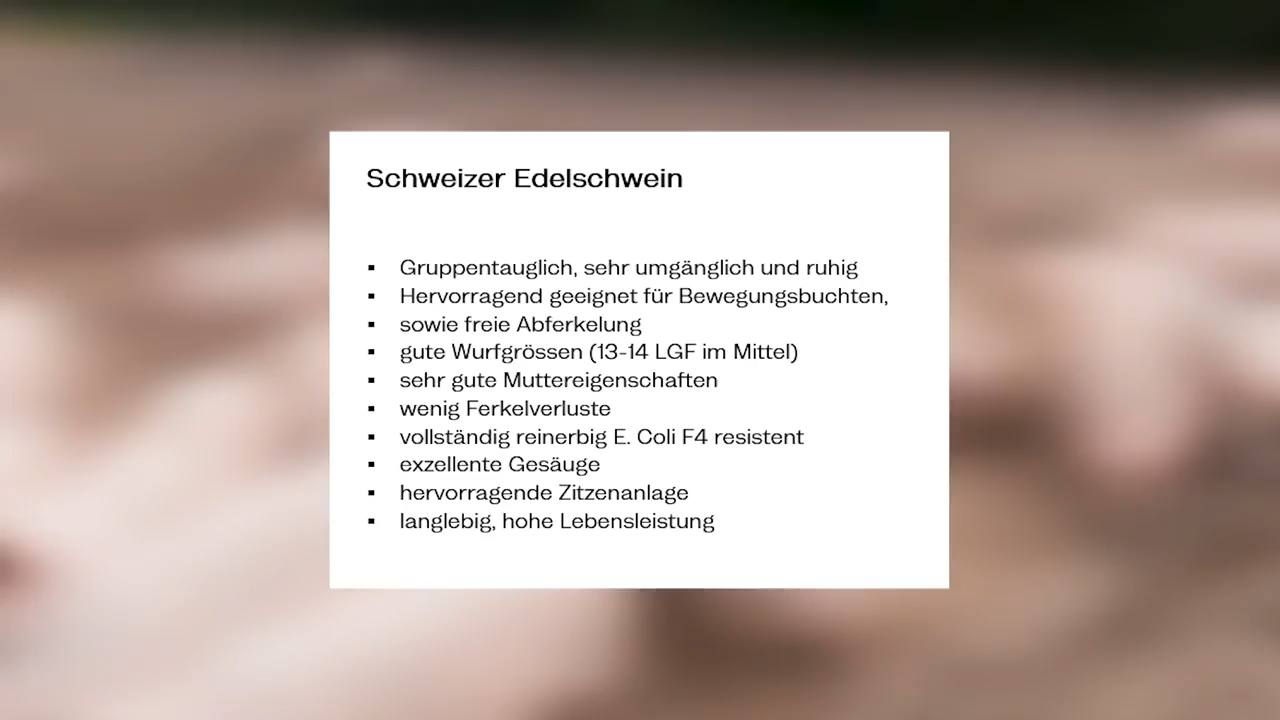 Schweizer Edelschwein
▪ Gruppentauglich, sehr umgänglich und ruhig
▪ Hervorragend geeignet für Bewegungsbuchten,
▪ sowie freie Abferkelung
▪ gute Wurfgrössen (13-14 LGF im Mittel)
▪ sehr gute Muttereigenschaften
▪ wenig Ferkelverluste
▪ vollständig reinerbig E. Coli F4 resistent
▪ exzellente Gesäuge
▪ hervorragende Zitzenanlage
▪ langlebig, hohe Lebensleistung